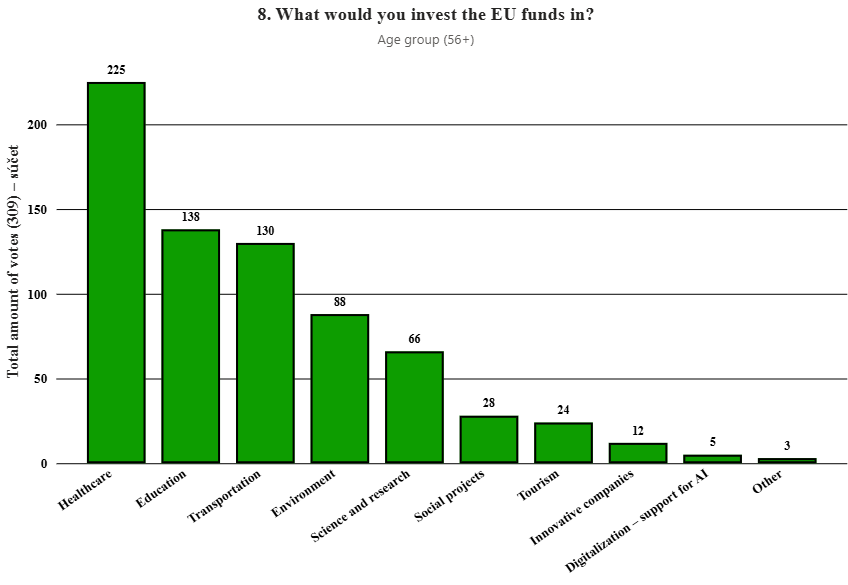 8. What would you invest the EU funds in?
Age group (56+)
Total amount of votes (309) – súčet
200
150
100
50
0
225
138
130
88
66
28
24
12
5
3
Healthcare
Education
Transportation
Environment
Science and research
Social projects
Tourism
Innovative companies
Digitalization – support for AI
Other